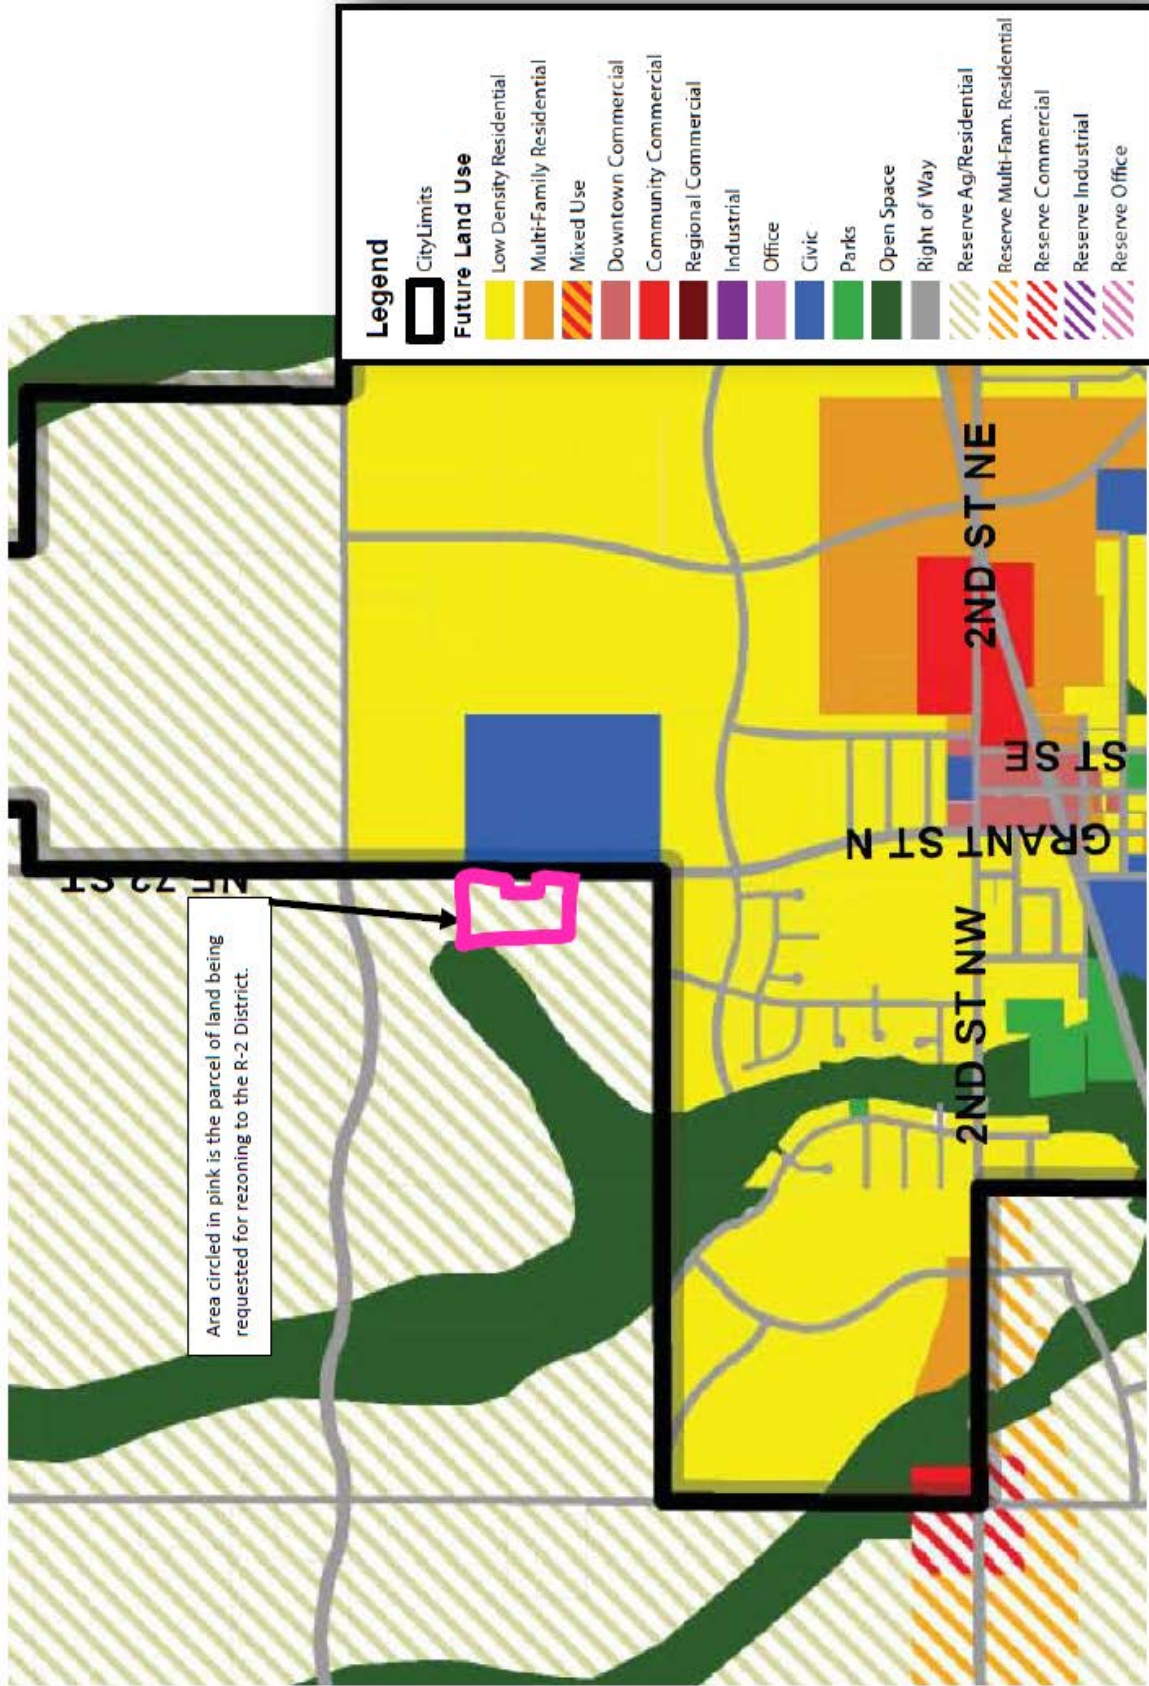 Legend
CityLimits
Future Land Use
Low Density Residential
Multi-Family Residential
Mixed Use
Downtown Commercial
Community Commercial
Regional Commercial
Industrial
Office
Civic
Parks
Open Space
Right of Way
Reserve Ag/Residential
Reserve Multi-Fam. Residential
Reserve Commercial
Reserve Industrial
Reserve Office
NE 72 ST
Area circled in pink is the parcel of land being
requested for rezoning to the R-2 District.
2ND ST NE
ST SE
GRANT ST N
2ND ST NW